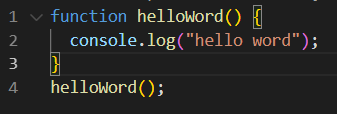 1 function helloWord() {
2 console.log("hello word");
3 }
4 helloWord();